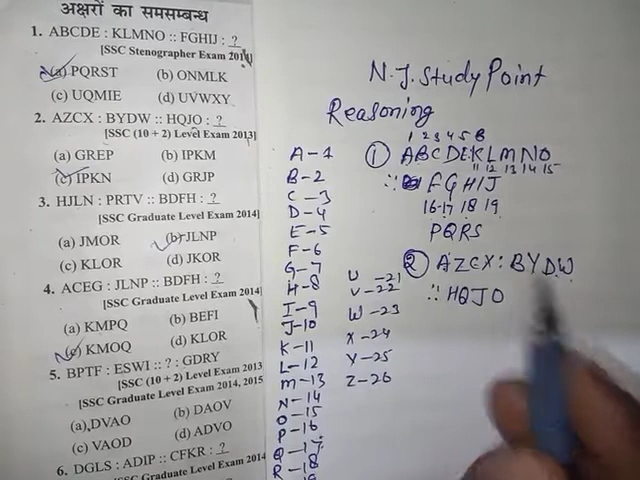 अक्षरों का समसम्बन्ध
1. ABCDE : KLMNO :: FGHIJ : ?
[SSC Stenographer Exam 2011]
(a) PQRST (b) ONMLK
(c) UQMIE (d) UVWXY
2. AZCX : BYDW :: HQJO : ?
[SSC (10 + 2) Level Exam 2013]
(a) GREP (b) IPKM
(c) IPKN (d) GRJP
3. HJLN : PRTV :: BDFH : ?
[SSC Graduate Level Exam 2014]
(a) JMOR (b) JLNP
(c) KLOR (d) JKOR
4. ACEG : JLNP :: BDFH : ?
[SSC Graduate Level Exam 2014]
(a) KMPQ (b) BEFI
(c) KMOQ (d) KLOR
5. BPTF : ESWI :: ? : GDRY
[SSC (10 + 2) Level Exam 2013
[SSC Graduate Level Exam 2014, 2015
(a) DVAO (b) DAOV
(c) VAOD (d) ADVO
6. DGLS : ADIP :: CFKR : ?
Graduate Level Exam 2014
N.J. Study Point
Reasoning
A-1
B-2
C-3
D-4
E-5
F-6
G-7
H-8
I-9
J-10
K-11
L-12
M-13
N-14
O-15
P-16
Q-17
R-18
U-21
V-22
W-23
X-24
Y-25
Z-26
1 2 3 4 5
① ABCDE KLMNO
11 12 13 14 15
∴ FGHIJ
16-17 18 19
PQRS
② AZCX : BYDW
∴ HQJO